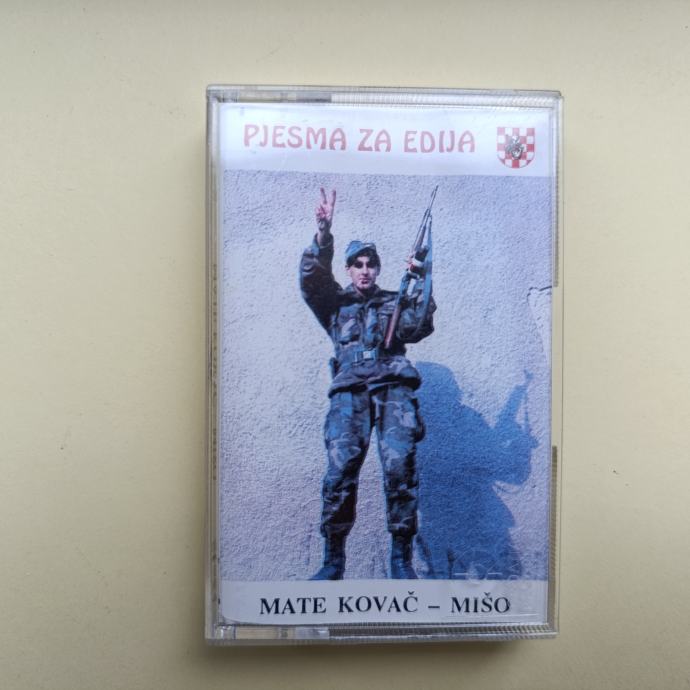 PJESMA ZA EDIJA
MATE KOVAČ – MIŠO